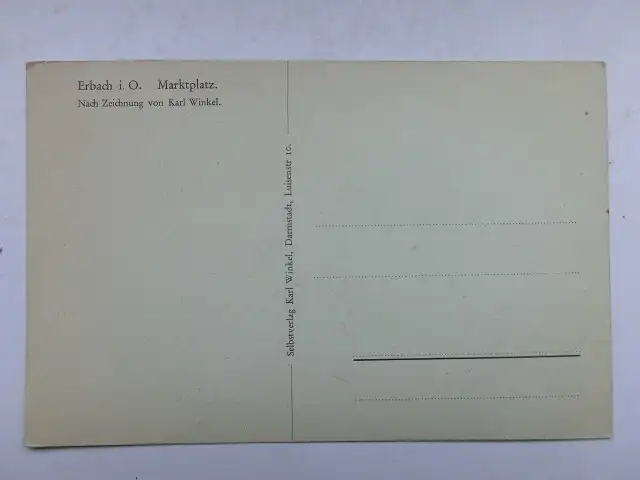 Erbach i. O. Marktplatz.
Nach Zeichnung von Karl Winkel.
Selbstverlag Karl Winkel, Darmstadt, Luisenstr 10.